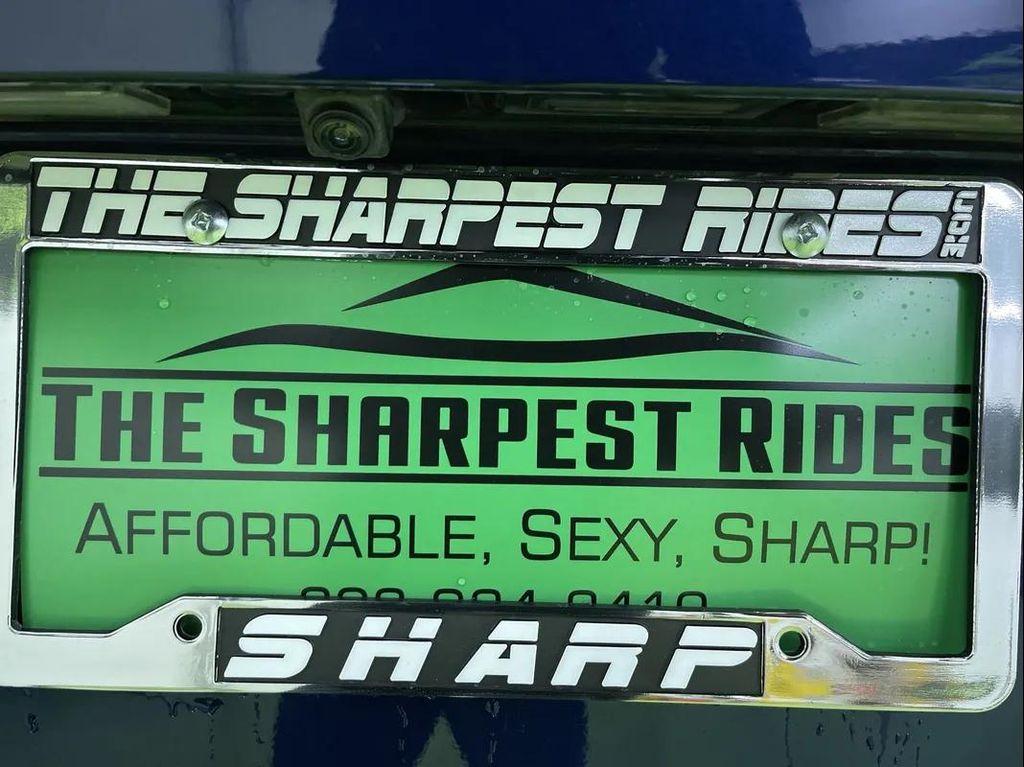 THE SHARPEST RIDES.COM
THE SHARPEST RIDES
AFFORDABLE, SEXY, SHARP!
SHARP